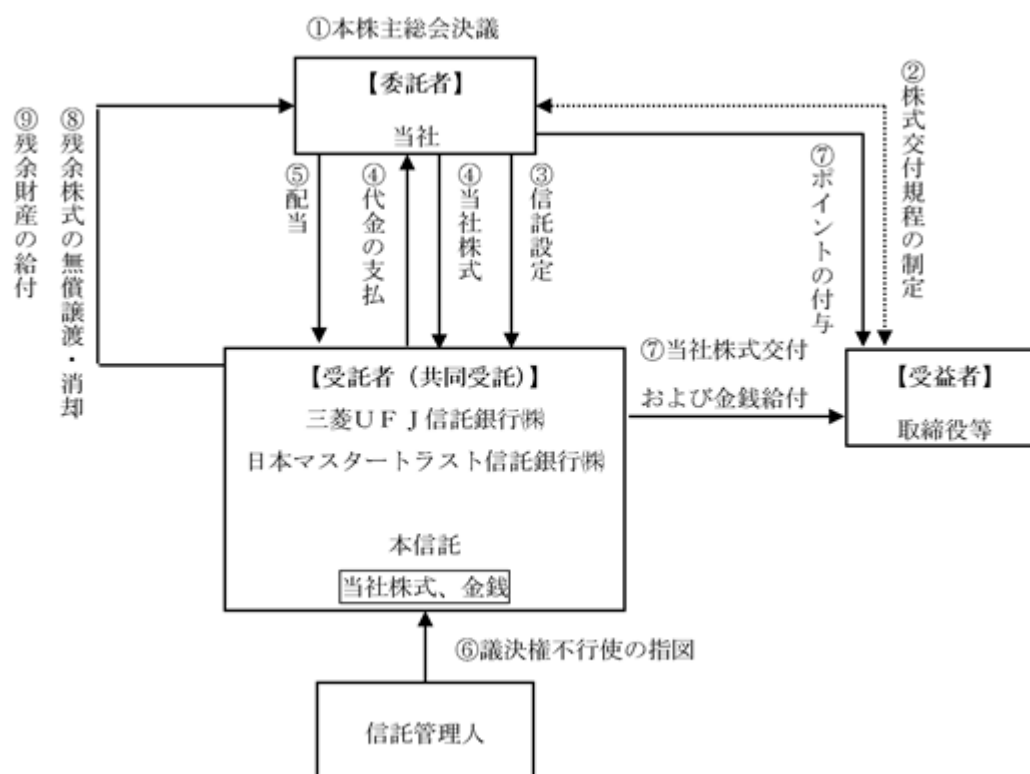 ①本株主総会決議
【委託者】
当社
⑨残余財産の給付
⑧残余株式の無償譲渡・消却
⑤配当
④代金の支払
④当社株式
③信託設定
⑦ポイントの付与
②株式交付規程の制定
【受託者（共同受託）】
三菱ＵＦＪ信託銀行㈱
日本マスタートラスト信託銀行㈱
本信託
当社株式、金銭
⑦当社株式交付
および金銭給付
【受益者】
取締役等
⑥議決権不行使の指図
信託管理人